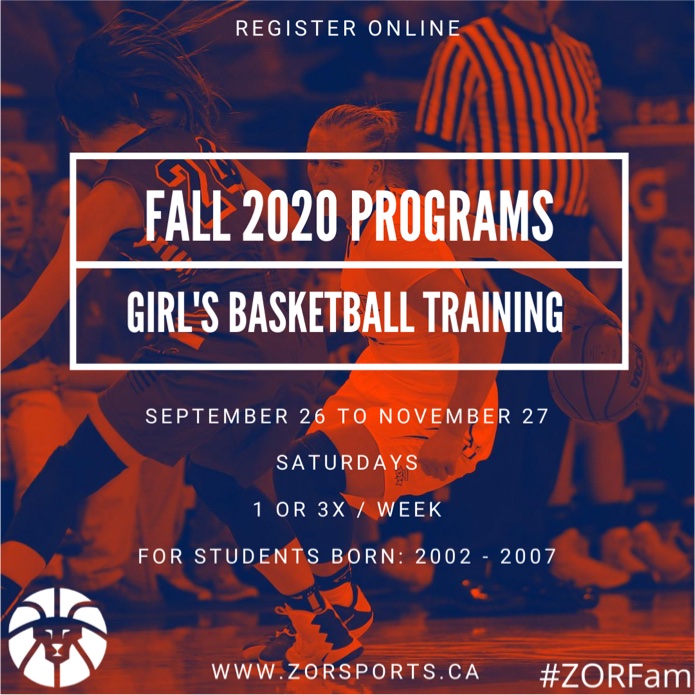 REGISTER ONLINE
FALL 2020 PROGRAMS
GIRL'S BASKETBALL TRAINING
SEPTEMBER 26 TO NOVEMBER 27
SATURDAYS
1 OR 3X / WEEK
FOR STUDENTS BORN: 2002 - 2007
WWW.ZORSPORTS.CA
#ZORFam